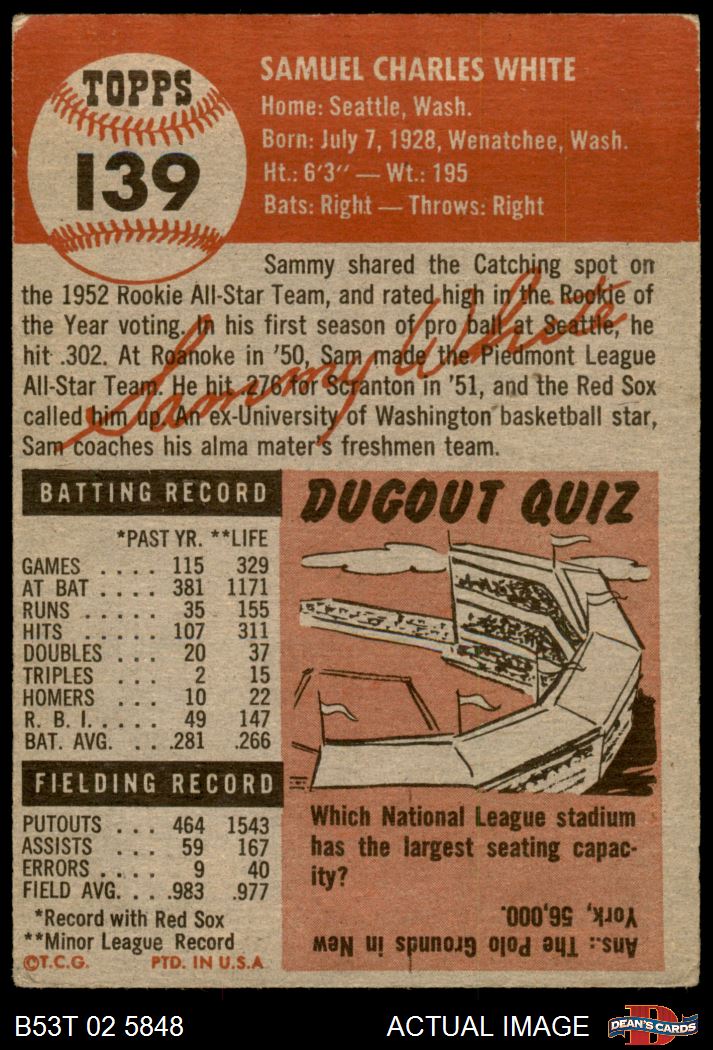 TOPPS
139
SAMUEL CHARLES WHITE
Home: Seattle, Wash.
Born: July 7, 1928, Wenatchee, Wash.
Ht.: 6'3" — Wt.: 195
Bats: Right — Throws: Right
Sammy shared the Catching spot on
the 1952 Rookie All-Star Team, and rated high in the Rookie of
the Year voting. In his first season of pro ball at Seattle, he
hit .302. At Roanoke in '50, Sam made the Piedmont League
All-Star Team. He hit .276 for Scranton in '51, and the Red Sox
called him up. An ex-University of Washington basketball star,
Sam coaches his alma mater's freshmen team.
Sammy White
BATTING RECORD
*PAST YR. **LIFE
GAMES . . . . 115 329
AT BAT . . . . 381 1171
RUNS . . . . 35 155
HITS . . . . . 107 311
DOUBLES . . . 20 37
TRIPLES . . . 2 15
HOMERS . . . 10 22
R. B. I. . . . . . 49 147
BAT. AVG. . . .281 .266
FIELDING RECORD
PUTOUTS . . . 464 1543
ASSISTS . . . 59 167
ERRORS . . . . 9 40
FIELD AVG. . . .983 .977
*Record with Red Sox
**Minor League Record
©T.C.G. PTD. IN U.S.A.
DUGOUT QUIZ
Which National League stadium
has the largest seating capac-
ity?
Ans.: The Polo Grounds in New
York, 56,000.
B53T 02 5848
ACTUAL IMAGE
DEAN'S CARDS